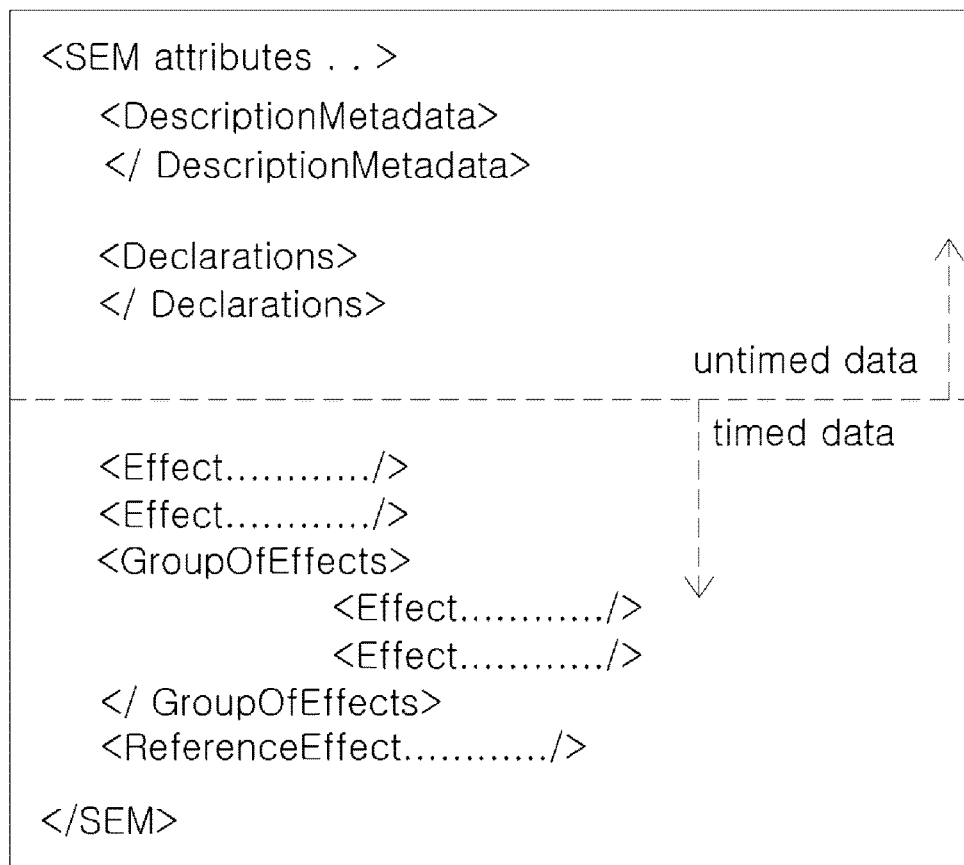 <SEM attributes . . >
<DescriptionMetadata>
</ DescriptionMetadata>
<Declarations>
</ Declarations>
untimed data
timed data
<Effect............/>
<Effect............/>
<GroupOfEffects>
<Effect............/>
<Effect............/>
</ GroupOfEffects>
<ReferenceEffect............/>
</SEM>